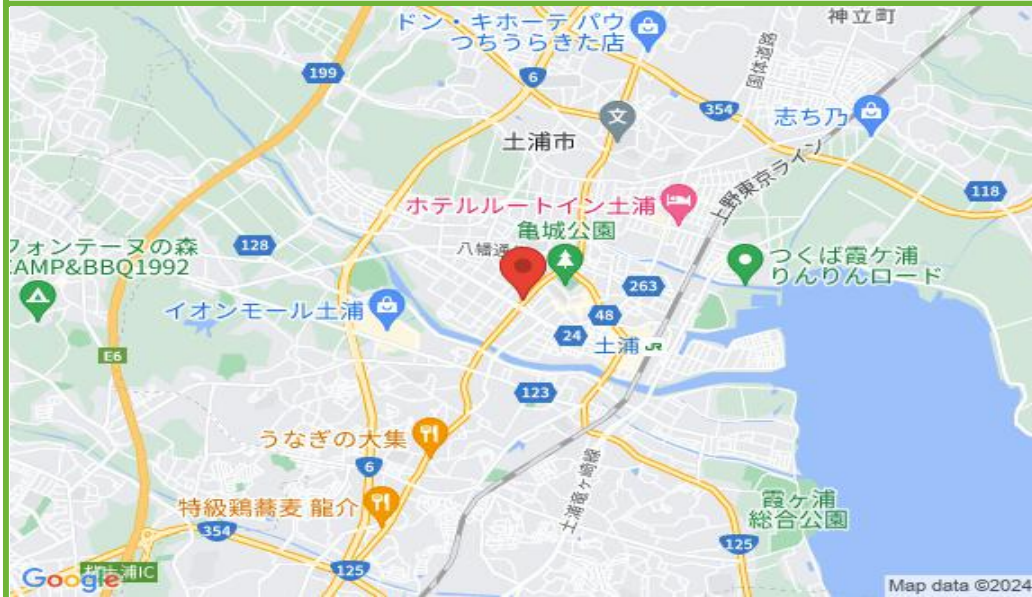 ドン・キホーテ パウ
つちうらきた店
神立町
国体道路
6
199
354
志ち乃
文
土浦市
上野東京ライン
118
ホテルルートイン土浦
亀城公園
八幡通
128
フォンテーヌの森
CAMP&BBQ1992
つくば霞ケ浦
りんりんロード
263
イオンモール土浦
48
24
土浦 JR
E6
123
うなぎの大集
6
土浦竜ケ崎線
特級鶏蕎麦 龍介
霞ヶ浦
総合公園
354
125
125
土浦IC
Google
Map data ©2024